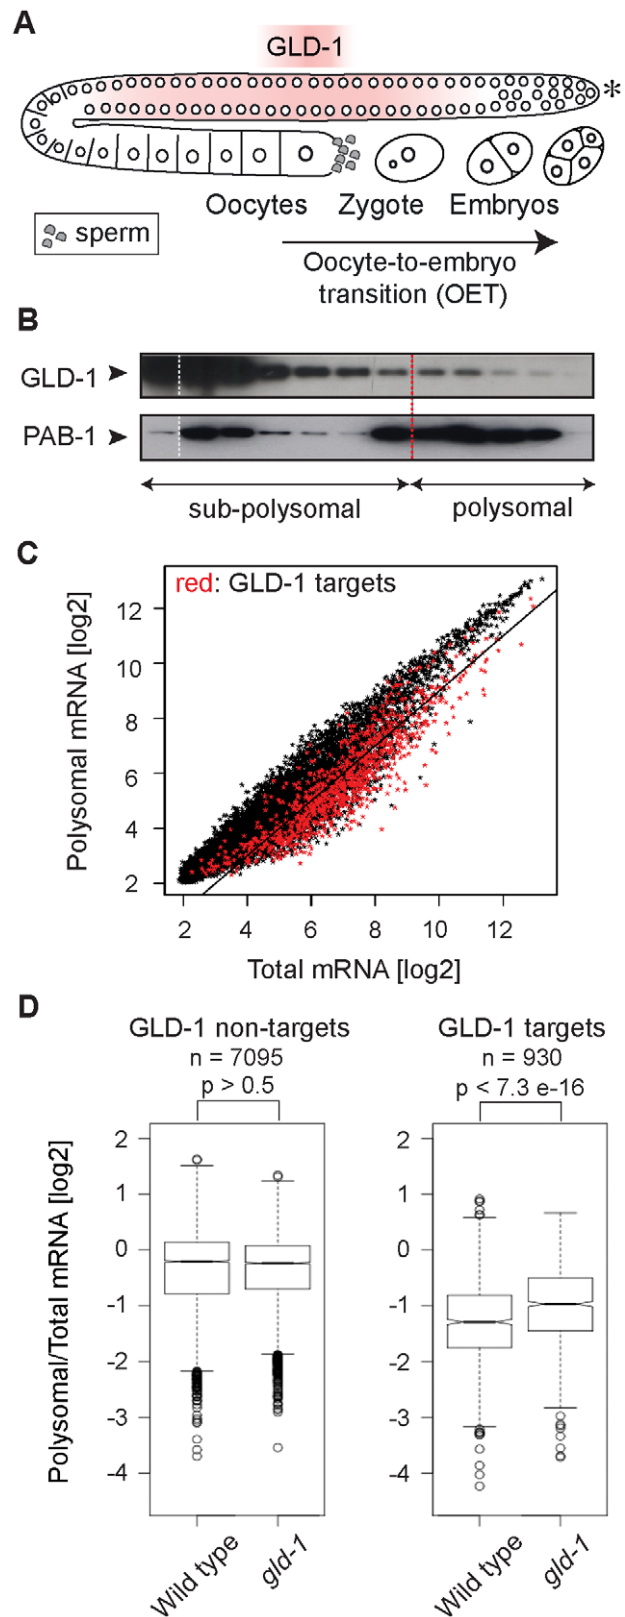 A
GLD-1
*
Oocytes Zygote Embryos
sperm
Oocyte-to-embryo
transition (OET)
B
GLD-1
PAB-1
sub-polysomal polysomal
C
red: GLD-1 targets
Polysomal mRNA [log2]
12
10
8
6
4
2
2 4 6 8 10 12
Total mRNA [log2]
D
GLD-1 non-targets
n = 7095
p > 0.5
GLD-1 targets
n = 930
p < 7.3 e-16
Polysomal/Total mRNA [log2]
2
1
0
-1
-2
-3
-4
Wild type
gld-1
2
1
0
-1
-2
-3
-4
Wild type
gld-1